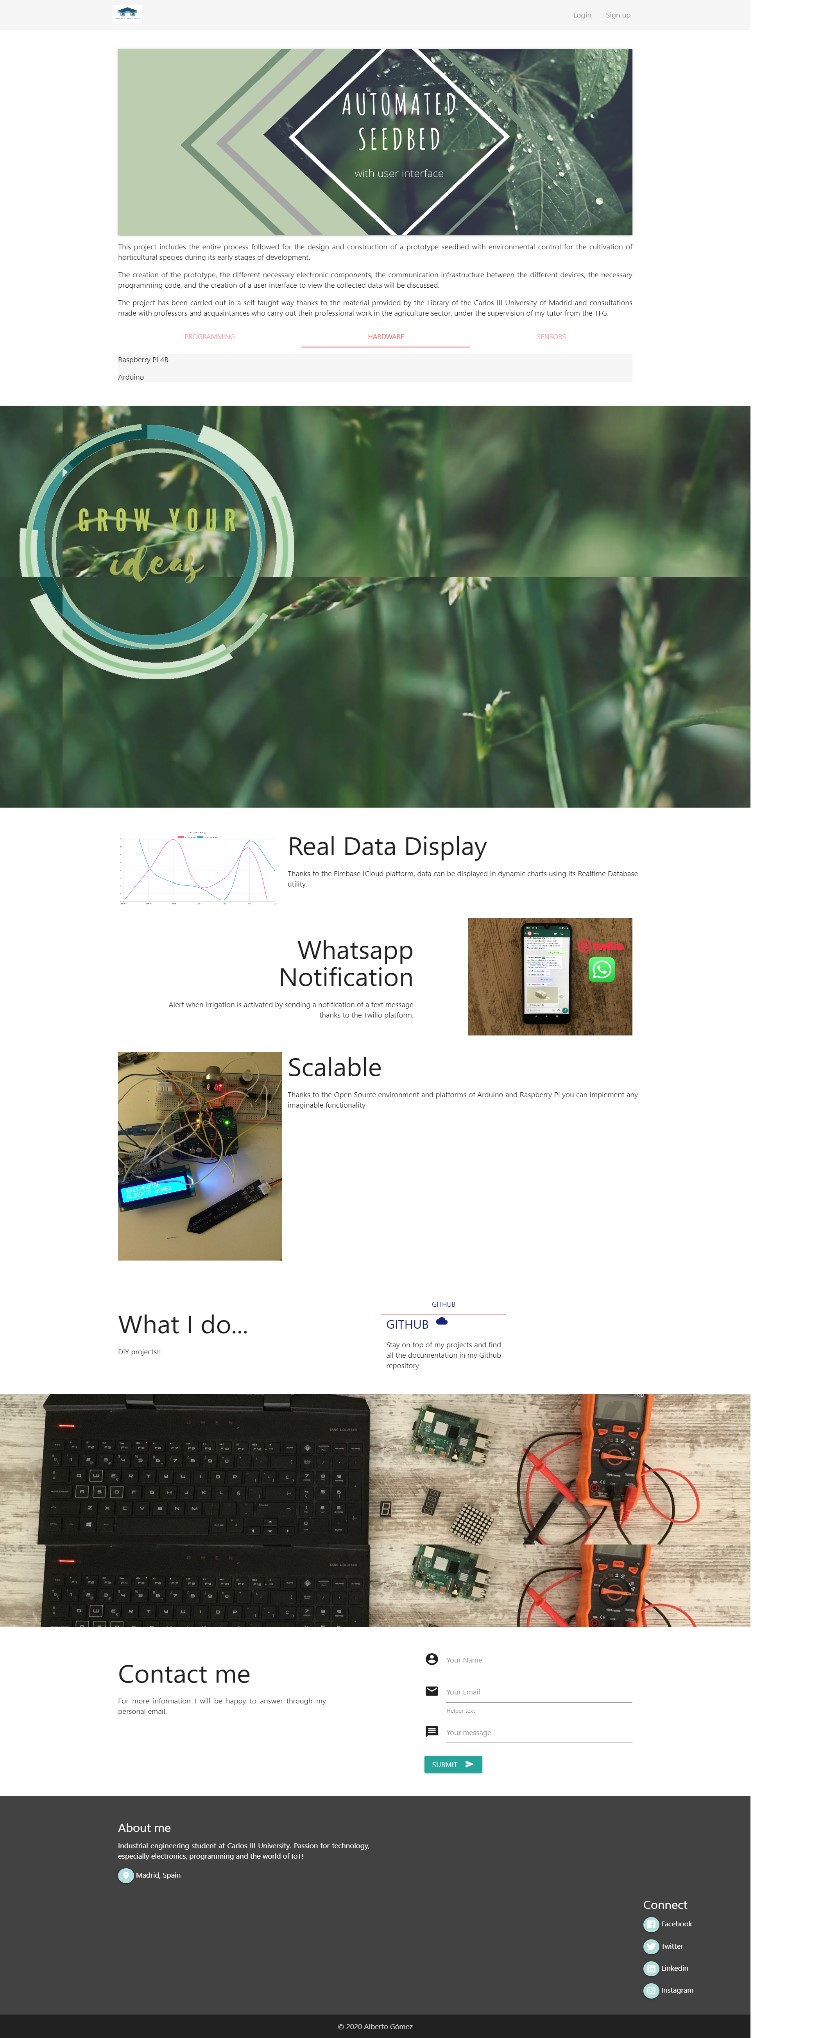 Login Sign up
AUTOMATED
SEEDBED
with user interface
This project includes the entire process followed for the design and construction of a prototype seedbed with environmental control for the cultivation of
horticultural species during its early stages of development.
The creation of the prototype, the different necessary electronic components, the communication infrastructure between the different devices, the necessary
programming code, and the creation of a user interface to view the collected data will be discussed.
The project has been carried out in a self taught way thanks to the material provided by the Library of the Carlos III University of Madrid and consultations
made with professors and acquaintances who carry out their professional work in the agriculture sector, under the supervision of my tutor from the TFG.
PROGRAMMING HARDWARE SENSORS
Raspberry Pi 4B
Arduino
GROW YOUR
ideas
Real Data Display
Thanks to the Firebase iCloud platform, data can be displayed in dynamic charts using its Realtime Database
utility.
Whatsapp
Notification
Alert when irrigation is activated by sending a notification of a text message
thanks to the Twilio platform.
twilio
Scalable
Thanks to the Open Source environment and platforms of Arduino and Raspberry Pi you can implement any
imaginable functionality
GITHUB
What I do...
DIY projects!!
GITHUB
Stay on top of my projects and find
all the documentation in my Github
repository
Contact me
For more information I will be happy to answer through my
personal email.
Your Name
Your Email
Helper text
Your message
SUBMIT
About me
Industrial engineering student at Carlos III University. Passion for technology,
especially electronics, programming and the world of IoT!
Madrid, Spain
Connect
Facebook
Twitter
Linkedin
Instagram
© 2020 Alberto Gómez